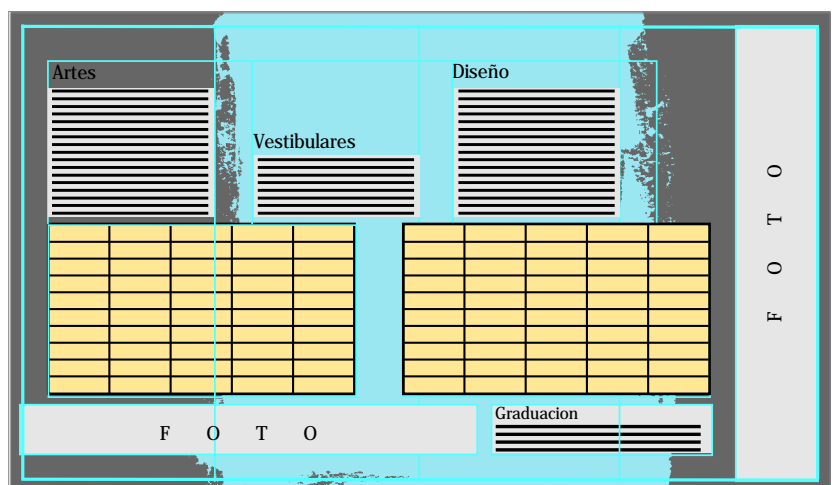 Artes
Diseño
Vestibulares
F O T O
Graduacion
F O T O